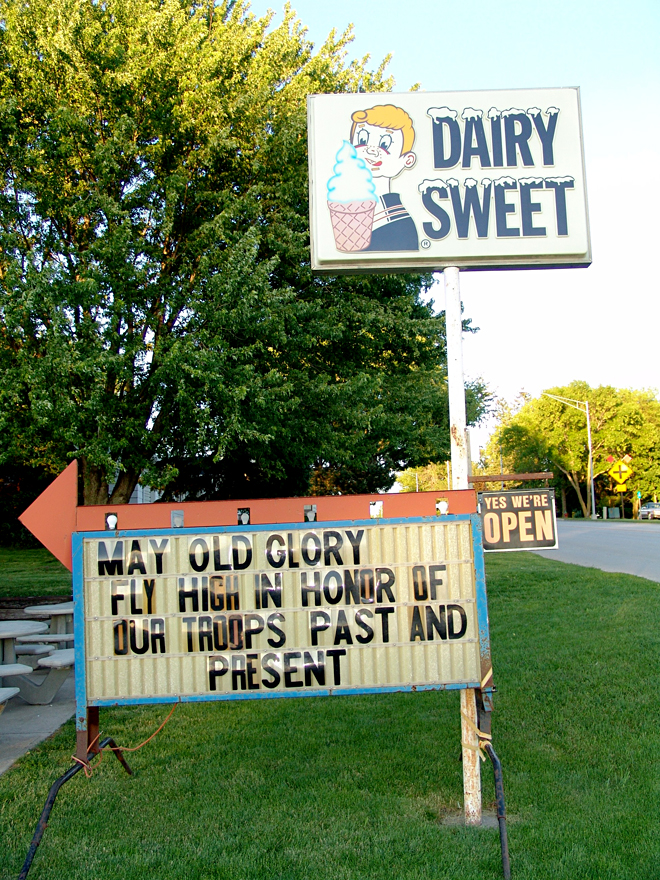 DAIRY
SWEET
®
YES WE'RE
OPEN
MAY OLD GLORY
FLY HIGH IN HONOR OF
OUR TROOPS PAST AND
PRESENT